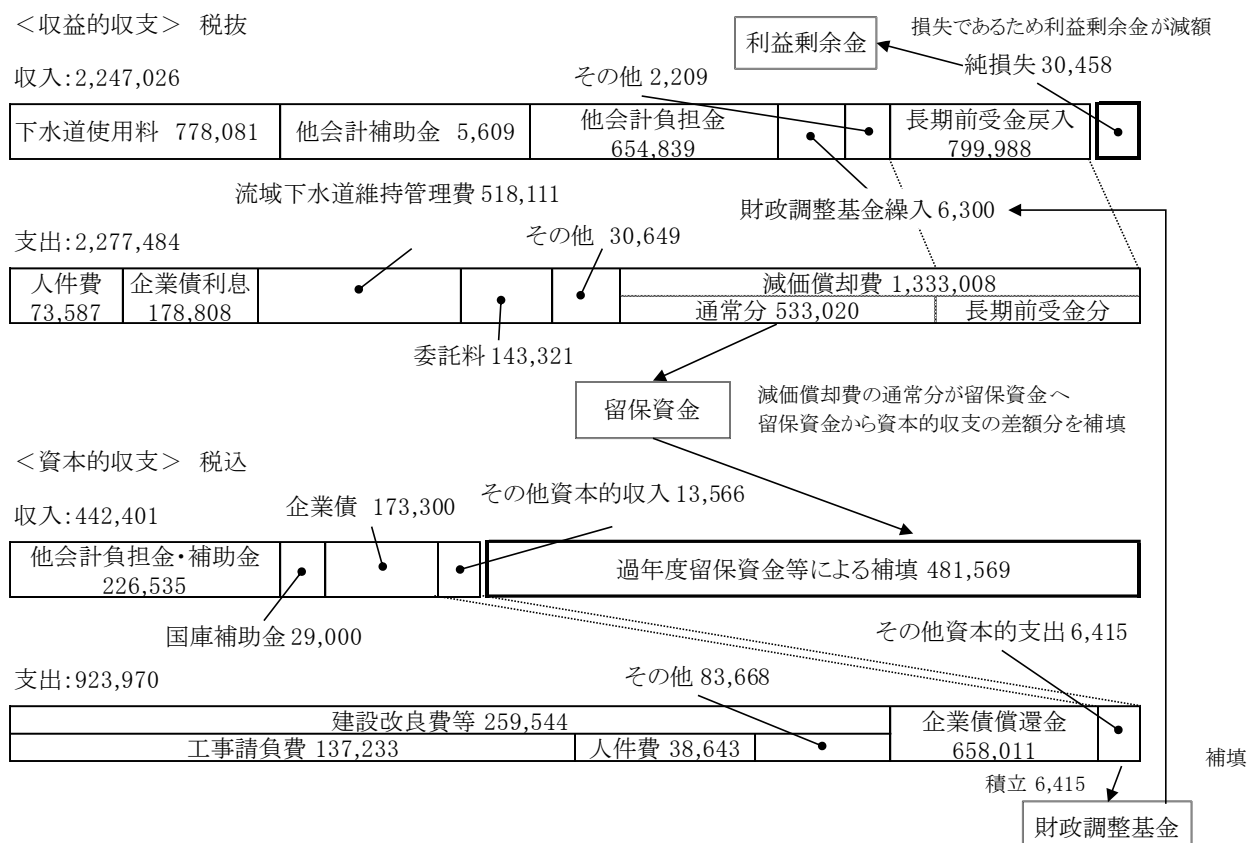 ＜収益的収支＞ 税抜
利益剰余金
損失であるため利益剰余金が減額
純損失 30,458
収入:2,247,026
その他 2,209
下水道使用料 778,081
他会計補助金 5,609
他会計負担金
654,839
長期前受金戻入
799,988
流域下水道維持管理費 518,111
財政調整基金繰入 6,300
支出:2,277,484
その他 30,649
人件費
73,587
企業債利息
178,808
減価償却費 1,333,008
通常分 533,020
長期前受金分
委託料 143,321
留保資金
減価償却費の通常分が留保資金へ
留保資金から資本的収支の差額分を補填
＜資本的収支＞ 税込
収入:442,401
企業債 173,300
その他資本的収入 13,566
他会計負担金・補助金
226,535
過年度留保資金等による補填 481,569
国庫補助金 29,000
その他資本的支出 6,415
支出:923,970
その他 83,668
建設改良費等 259,544
工事請負費 137,233
人件費 38,643
企業債償還金
658,011
補填
積立 6,415
財政調整基金